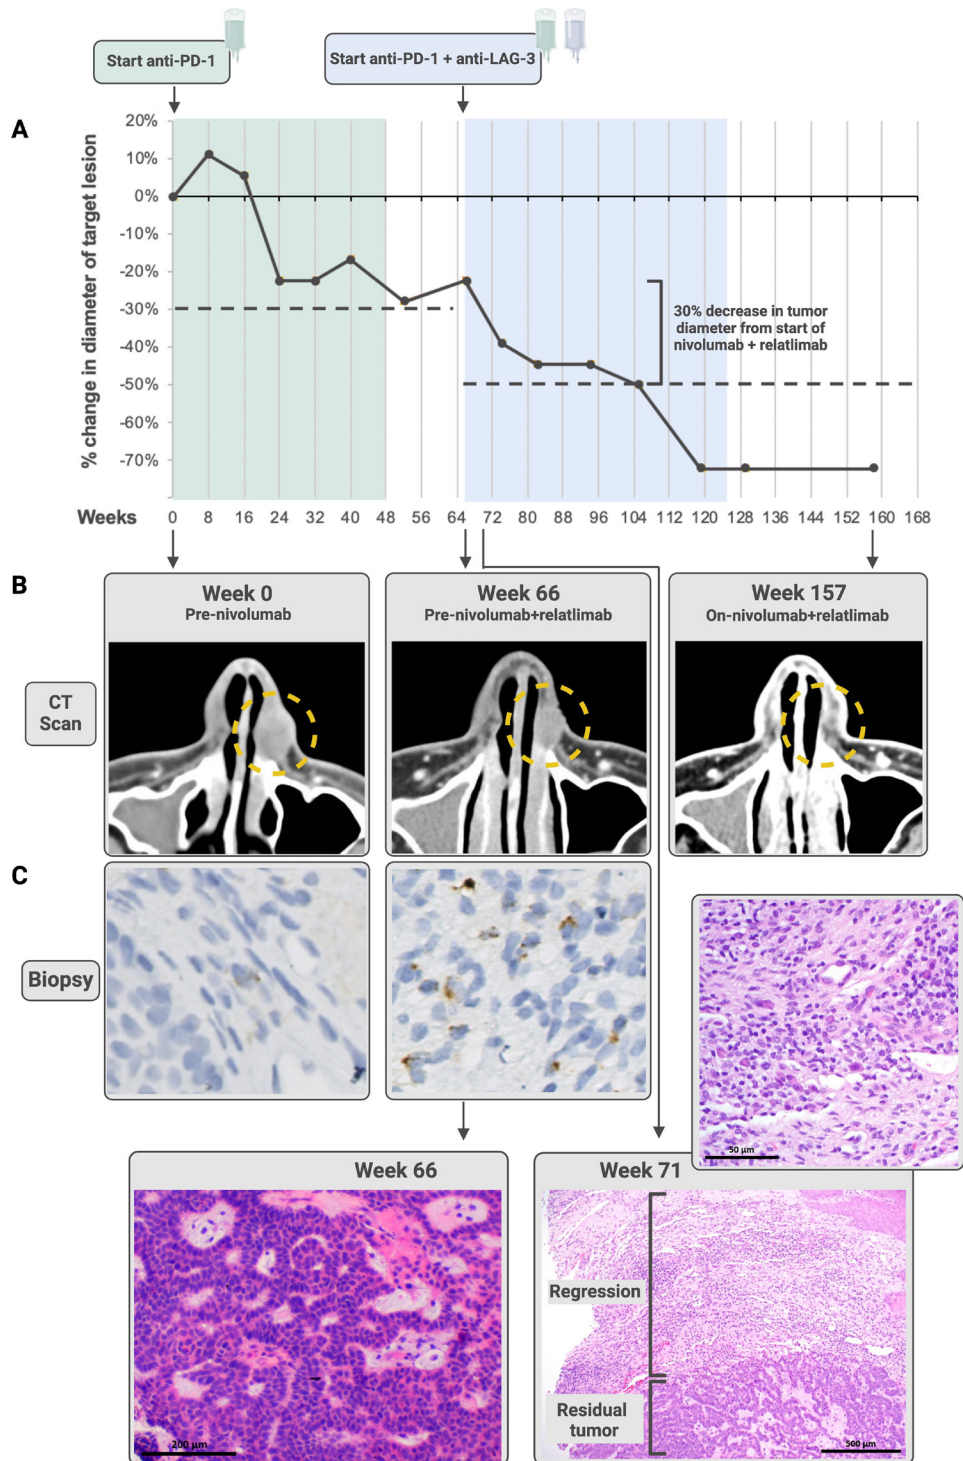 Start anti-PD-1
Start anti-PD-1 + anti-LAG-3
A
% change in diameter of target lesion
20%
10%
0%
-10%
-20%
-30%
-40%
-50%
-60%
-70%
30% decrease in tumor
diameter from start of
nivolumab + relatlimab
Weeks
0 8 16 24 32 40 48 56 64 72 80 88 96 104 112 120 128 136 144 152 160 168
B
Week 0
Pre-nivolumab
Week 66
Pre-nivolumab+relatlimab
Week 157
On-nivolumab+relatlimab
CT
Scan
C
Biopsy
50 µm
Week 66
200 µm
Week 71
Regression
Residual
tumor
500 µm